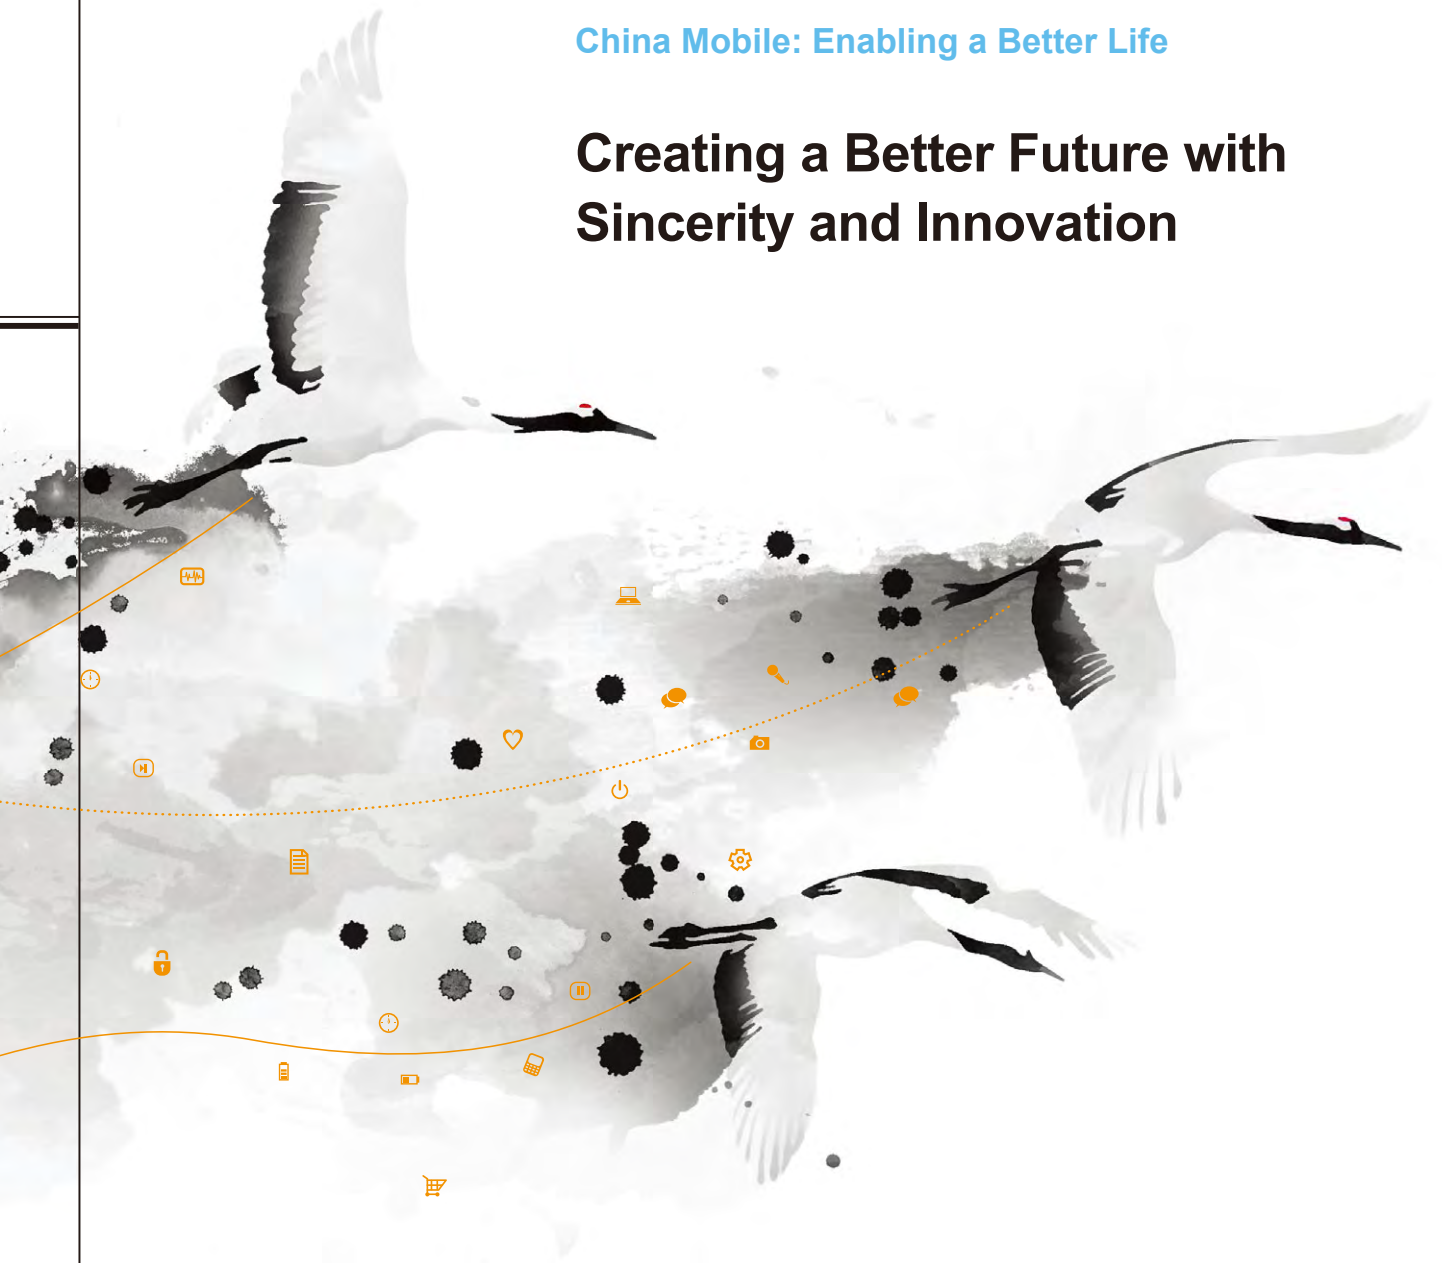 China Mobile: Enabling a Better Life
Creating a Better Future with
Sincerity and Innovation